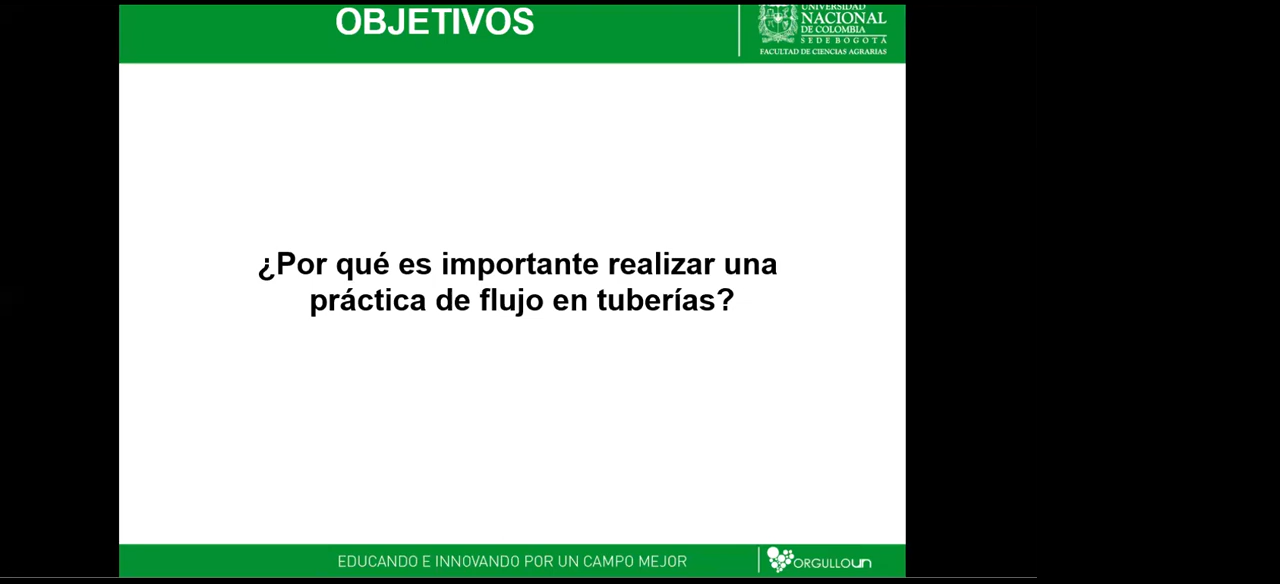 OBJETIVOS
UNIVERSIDAD
NACIONAL
DE COLOMBIA
SEDE BOGOTÁ
FACULTAD DE CIENCIAS AGRARIAS
¿Por qué es importante realizar una
práctica de flujo en tuberías?
EDUCANDO E INNOVANDO POR UN CAMPO MEJOR
ORGULLOUN